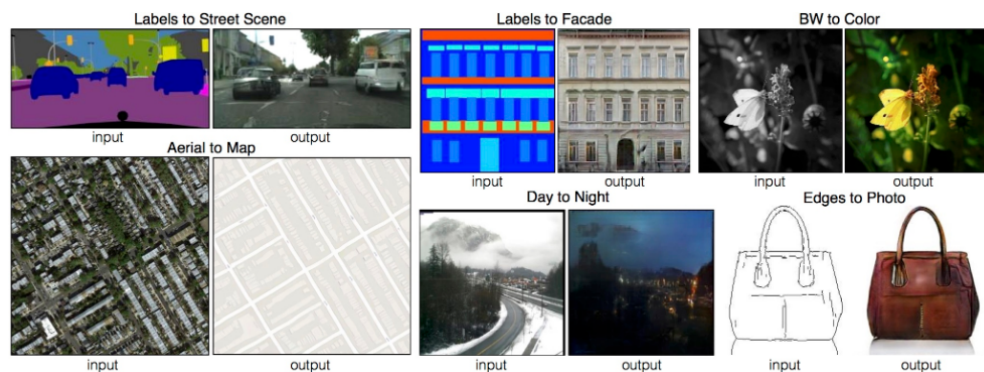 Labels to Street Scene
input
output
Aerial to Map
input
output
Labels to Facade
input
output
BW to Color
input
output
Day to Night
input
output
Edges to Photo
input
output